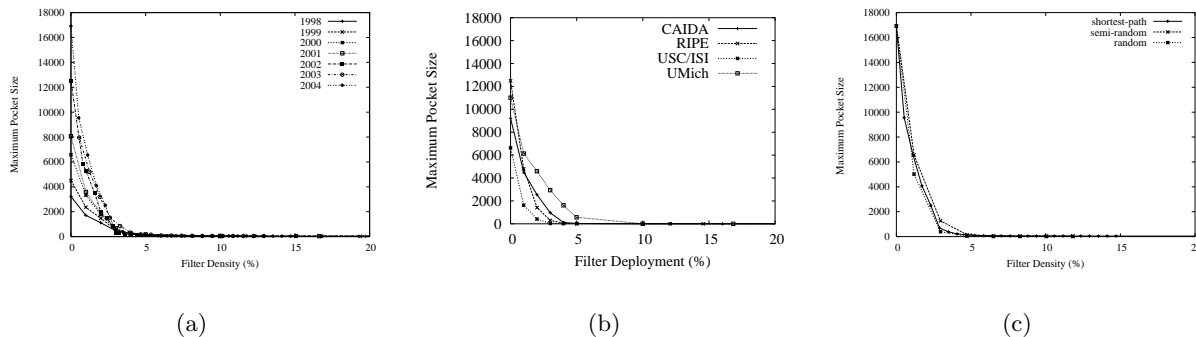 18000
16000
14000
12000
10000
8000
6000
4000
2000
0
Maximum Pocket Size
1998
1999
2000
2001
2002
2003
2004
0 5 10 15 20
Filter Density (%)
(a)
18000
16000
14000
12000
10000
8000
6000
4000
2000
0
Maximum Pocket Size
CAIDA
RIPE
USC/ISI
UMich
0 5 10 15 20
Filter Deployment (%)
(b)
18000
16000
14000
12000
10000
8000
6000
4000
2000
0
Maximum Pocket Size
shortest-path
semi-random
random
0 5 10 15 2
Filter Density (%)
(c)